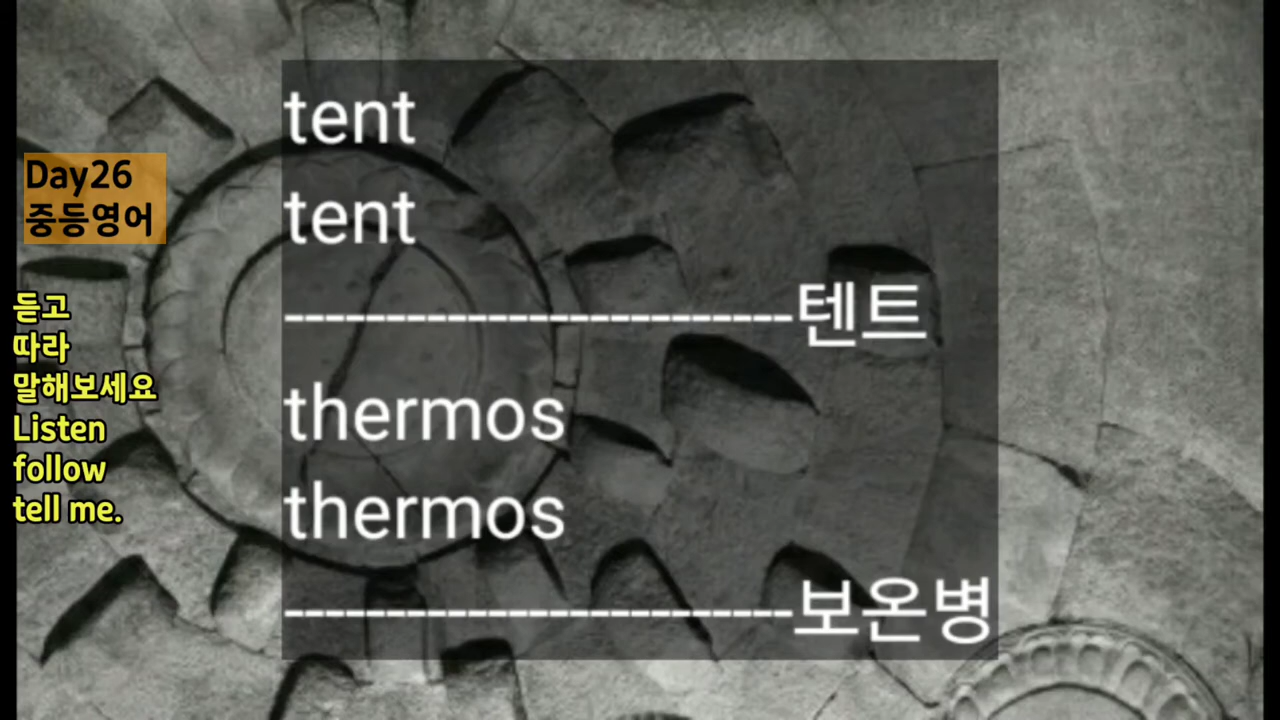 Day26
중등영어
듣고
따라
말해보세요
Listen
follow
tell me.
tent
tent
-------------------------텐트
thermos
thermos
-------------------------보온병